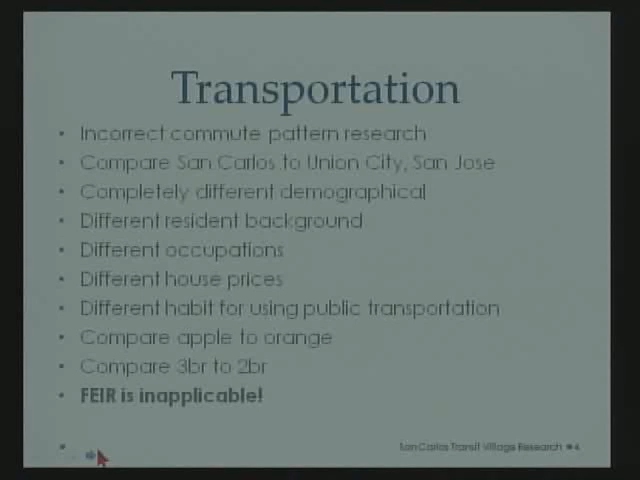 Transportation
• Incorrect commute pattern research
• Compare San Carlos to Union City, San Jose
• Completely different demographical
• Different resident background
• Different occupations
• Different house prices
• Different habit for using public transportation
• Compare apple to orange
• Compare 3br to 2br
• FEIR is inapplicable!
San Carlos Transit Village Research • 4